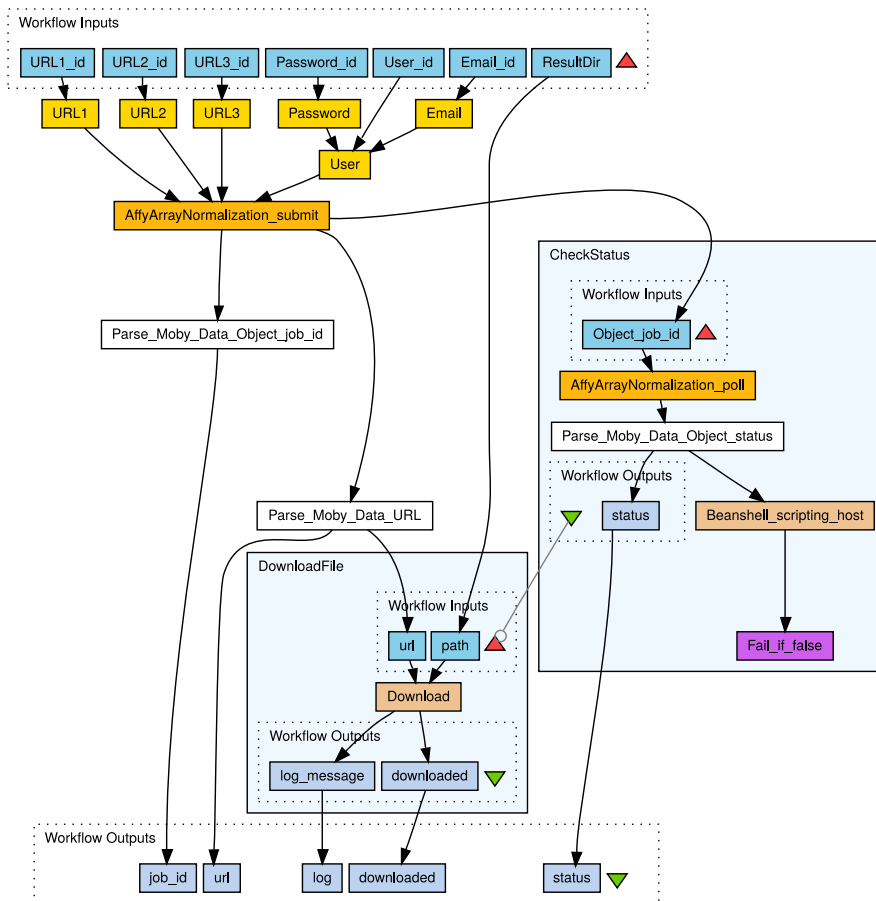 Workflow Inputs
URL1_id
URL2_id
URL3_id
Password_id
User_id
Email_id
ResultDir
URL1
URL2
URL3
Password
Email
User
AffyArrayNormalization_submit
CheckStatus
Workflow Inputs
Object_job_id
Parse_Moby_Data_Object_job_id
AffyArrayNormalization_poll
Parse_Moby_Data_Object_status
Workflow Outputs
status
Beanshell_scripting_host
Parse_Moby_Data_URL
DownloadFile
Workflow Inputs
url
path
Fail_if_false
Download
Workflow Outputs
log_message
downloaded
Workflow Outputs
job_id
url
log
downloaded
status